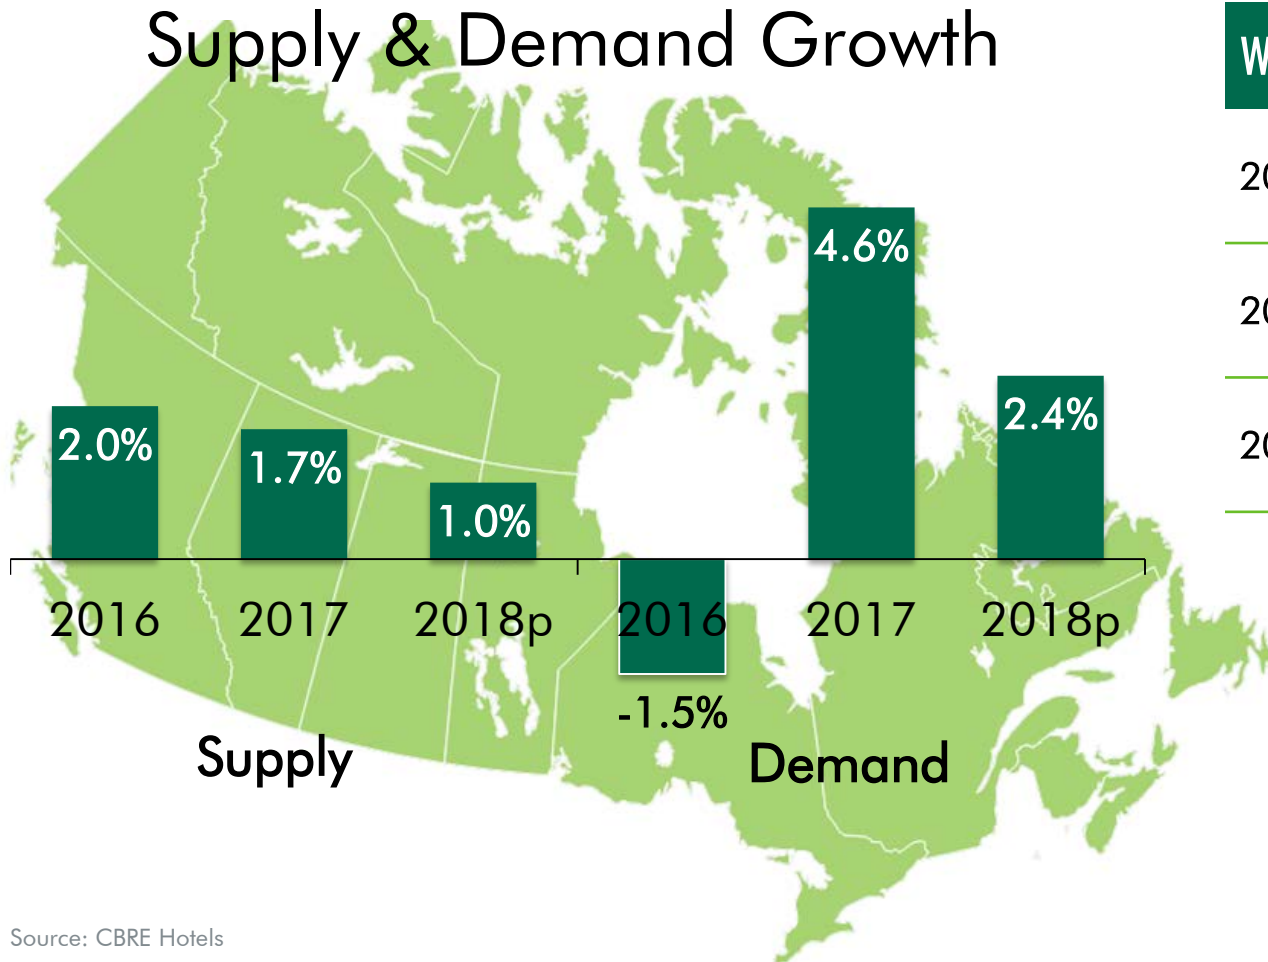 Supply & Demand Growth
4.6%
2.4%
2.0%
1.7%
1.0%
2016 2017 2018p 2016 2017 2018p
-1.5%
Supply Demand
Source: CBRE Hotels